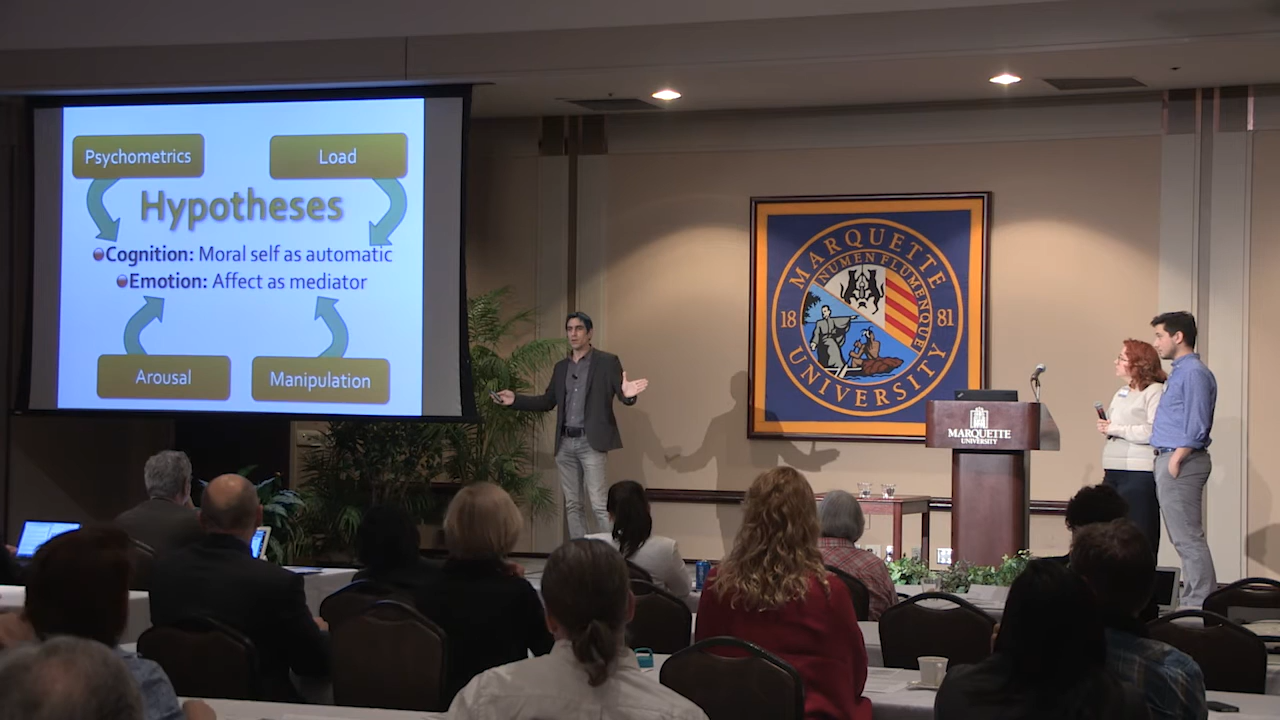 Psychometrics
Load
Hypotheses
Cognition: Moral self as automatic
Emotion: Affect as mediator
Arousal
Manipulation
MARQUETTE
NUMEN FLUMENQUE
18 81
UNIVERSITY
MARQUETTE
UNIVERSITY